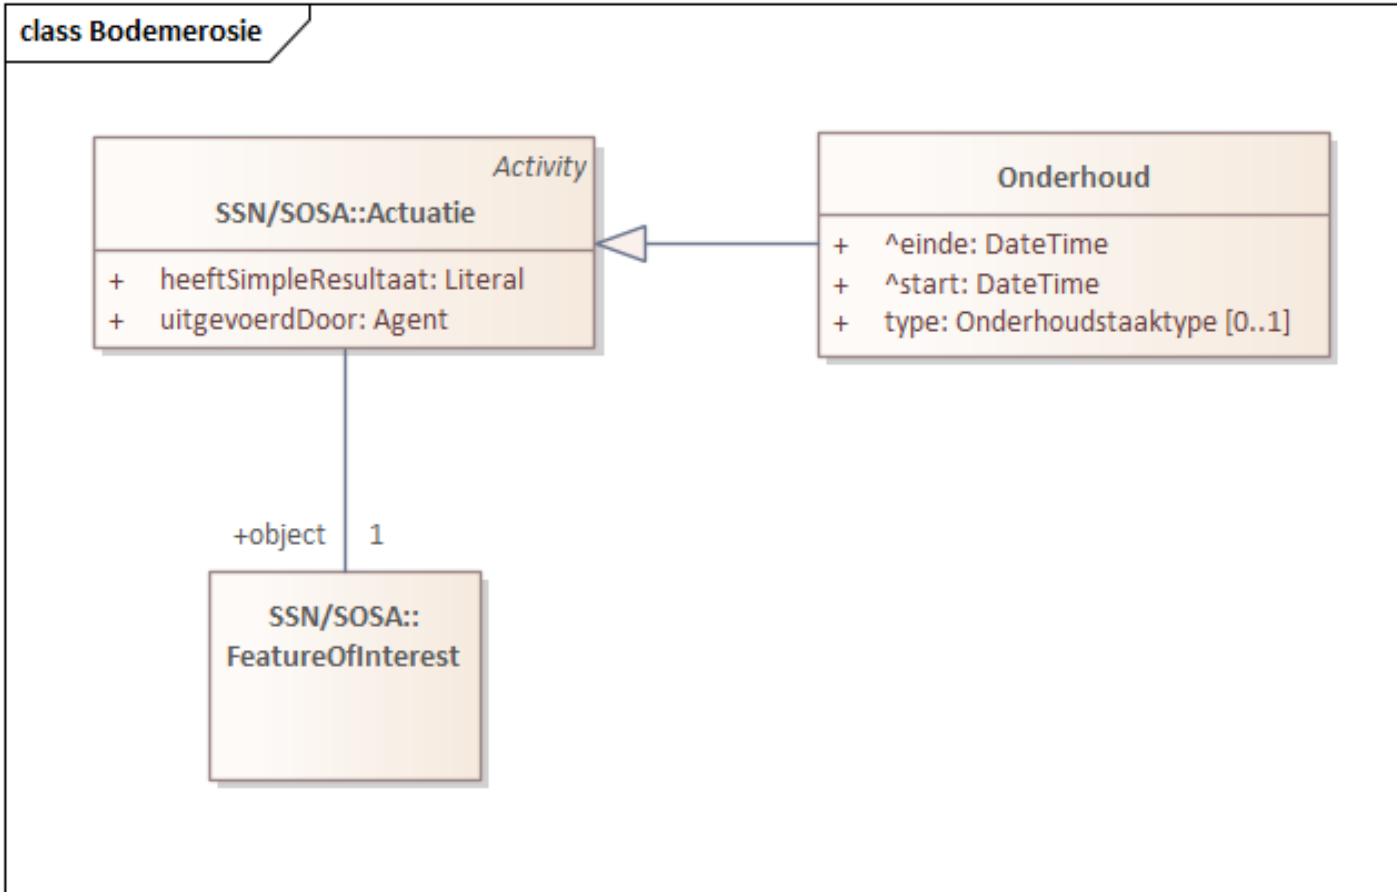 class Bodemerosie
Activity
SSN/SOSA::Actuatie
+ heeftSimpleResultaat: Literal
+ uitgevoerdDoor: Agent
Onderhoud
+ ^einde: DateTime
+ ^start: DateTime
+ type: Onderhoudstaaktype [0..1]
+object 1
SSN/SOSA::
FeatureOfInterest